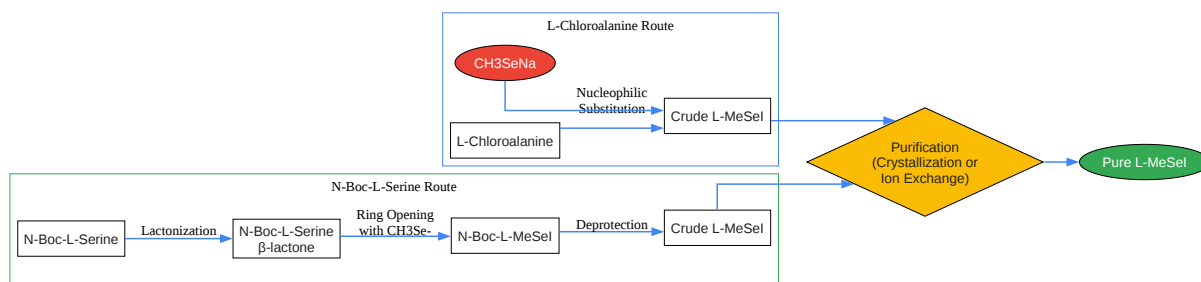 L-Chloroalanine Route
CH3SeNa
Nucleophilic
Substitution
L-Chloroalanine
Crude L-MeSel
Purification
(Crystallization or
Ion Exchange)
Pure L-MeSel
N-Boc-L-Serine Route
N-Boc-L-Serine
Lactonization
N-Boc-L-Serine
β-lactone
Ring Opening
with CH3Se-
N-Boc-L-MeSel
Deprotection
Crude L-MeSel